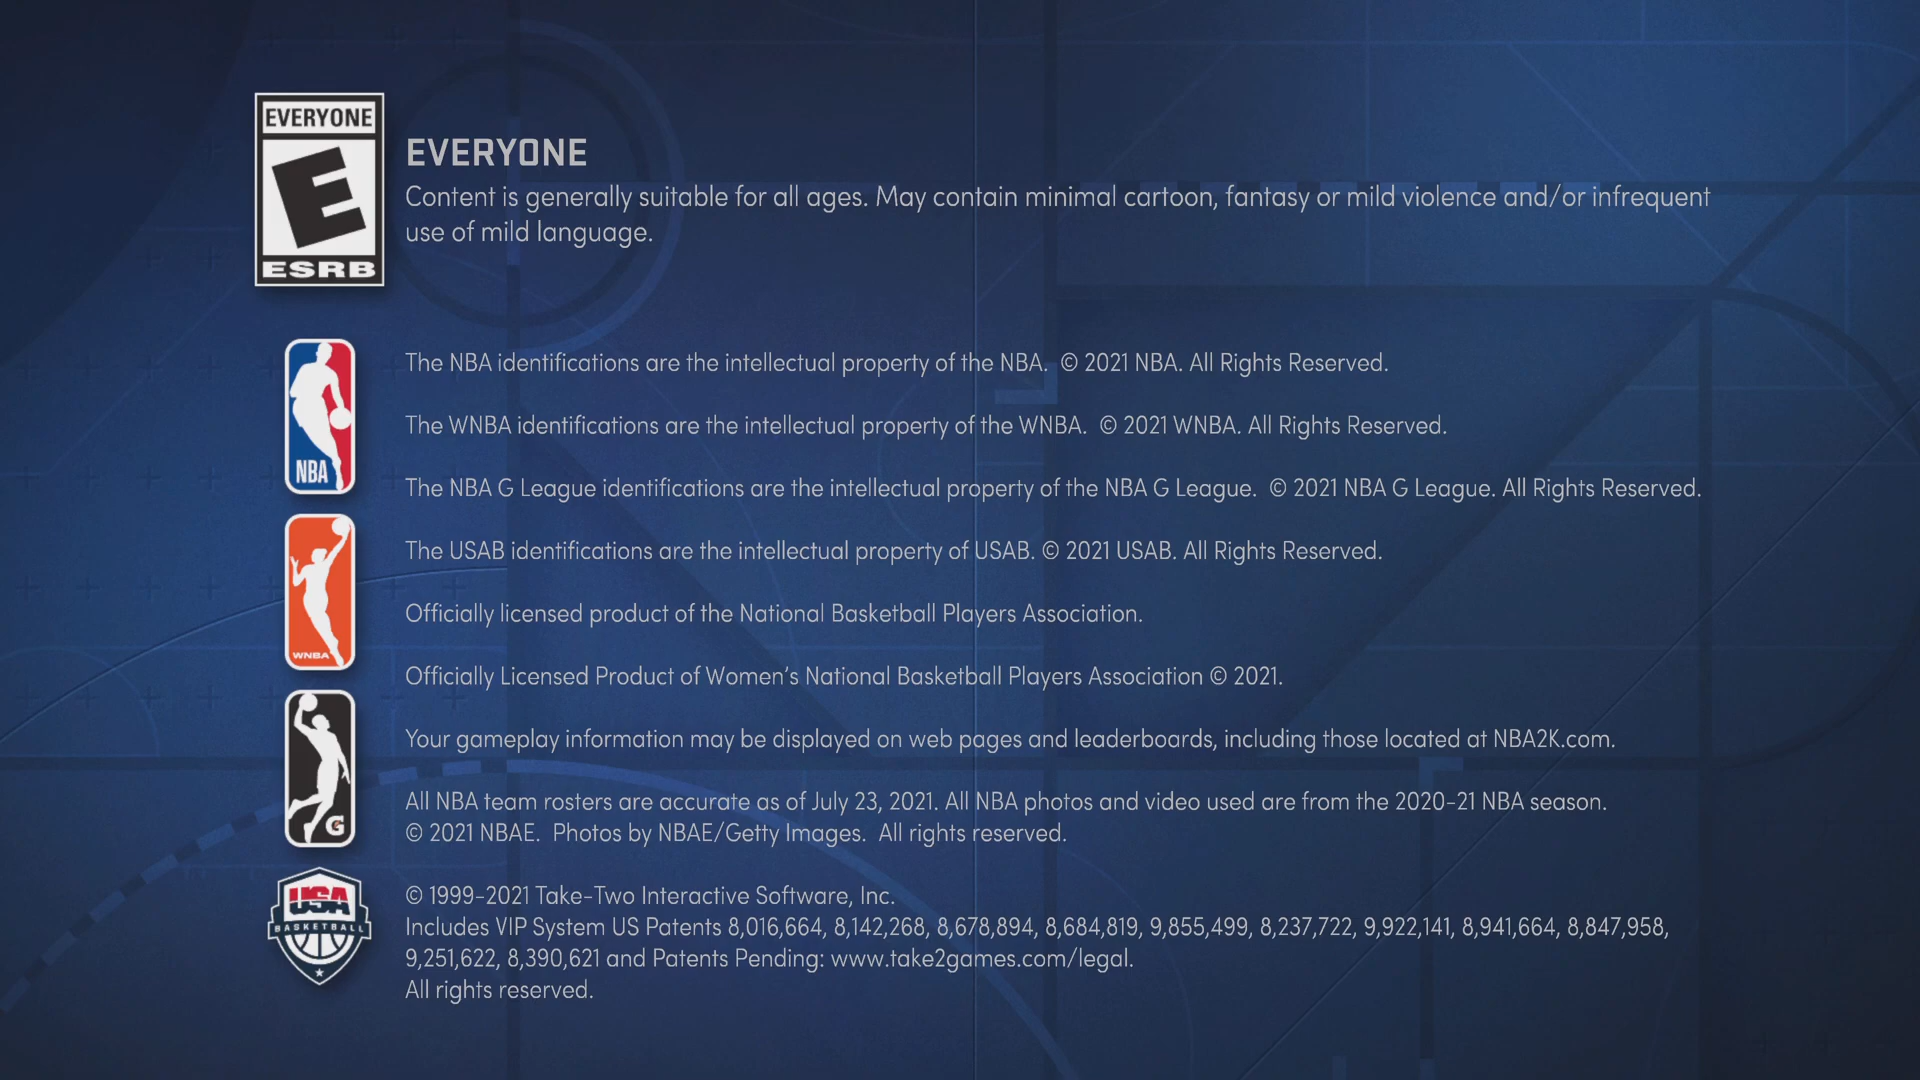 EVERYONE
ESRB
EVERYONE
Content is generally suitable for all ages. May contain minimal cartoon, fantasy or mild violence and/or infrequent
use of mild language.
NBA
WNBA
G
USA
BASKETBALL
The NBA identifications are the intellectual property of the NBA.  © 2021 NBA. All Rights Reserved.
The WNBA identifications are the intellectual property of the WNBA.  © 2021 WNBA. All Rights Reserved.
The NBA G League identifications are the intellectual property of the NBA G League.  © 2021 NBA G League. All Rights Reserved.
The USAB identifications are the intellectual property of USAB. © 2021 USAB. All Rights Reserved.
Officially licensed product of the National Basketball Players Association.
Officially Licensed Product of Women's National Basketball Players Association © 2021.
Your gameplay information may be displayed on web pages and leaderboards, including those located at NBA2K.com.
All NBA team rosters are accurate as of July 23, 2021. All NBA photos and video used are from the 2020-21 NBA season.
© 2021 NBAE.  Photos by NBAE/Getty Images.  All rights reserved.
© 1999-2021 Take-Two Interactive Software, Inc.
Includes VIP System US Patents 8,016,664, 8,142,268, 8,678,894, 8,684,819, 9,855,499, 8,237,722, 9,922,141, 8,941,664, 8,847,958,
9,251,622, 8,390,621 and Patents Pending: www.take2games.com/legal.
All rights reserved.